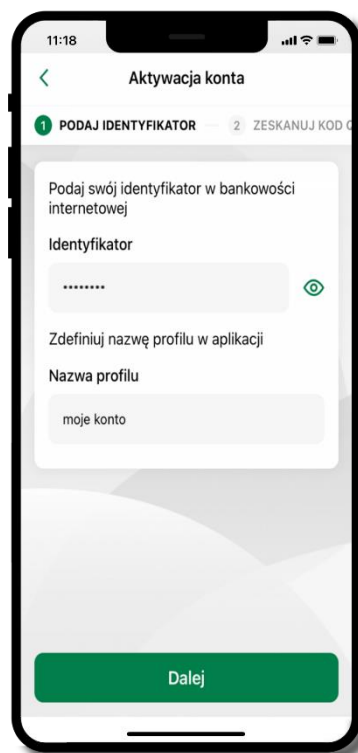 11:18
Aktywacja konta
1 PODAJ IDENTYFIKATOR 2 ZESKANUJ KOD
Podaj swój identyfikator w bankowości
internetowej
Identyfikator
••••••••
Zdefiniuj nazwę profilu w aplikacji
Nazwa profilu
moje konto
Dalej